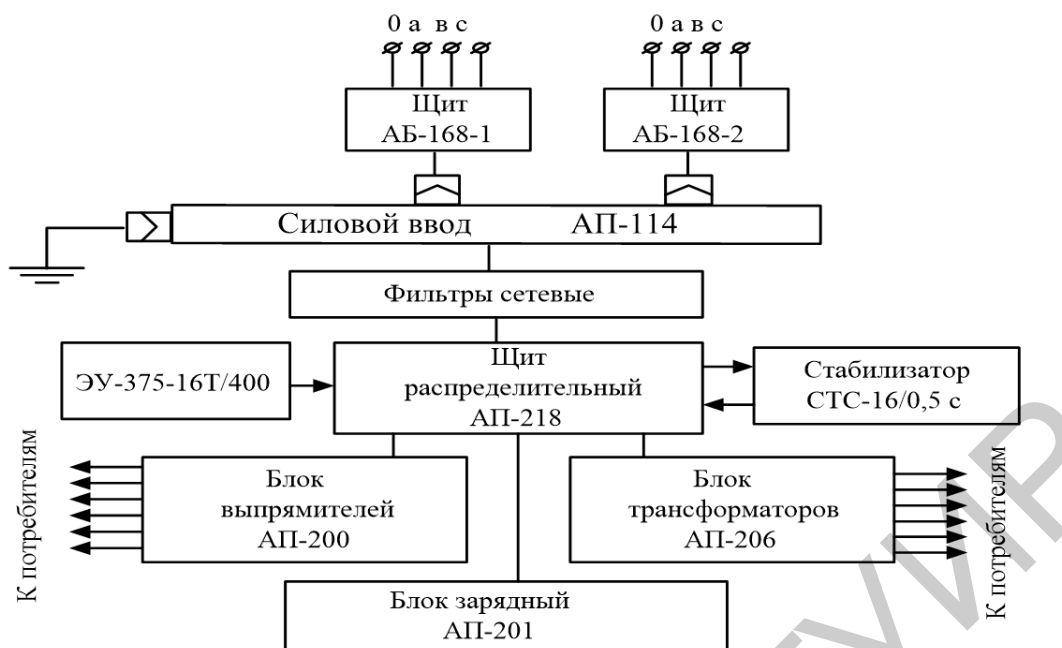 0 а в с
0 а в с
Щит
АБ-168-1
Щит
АБ-168-2
Силовой ввод АП-114
Фильтры сетевые
ЭУ-375-16Т/400
Щит
распределительный
АП-218
Стабилизатор
СТС-16/0,5 с
К потребителям
Блок
выпрямителей
АП-200
Блок
трансформаторов
АП-206
К потребителям
Блок зарядный
АП-201